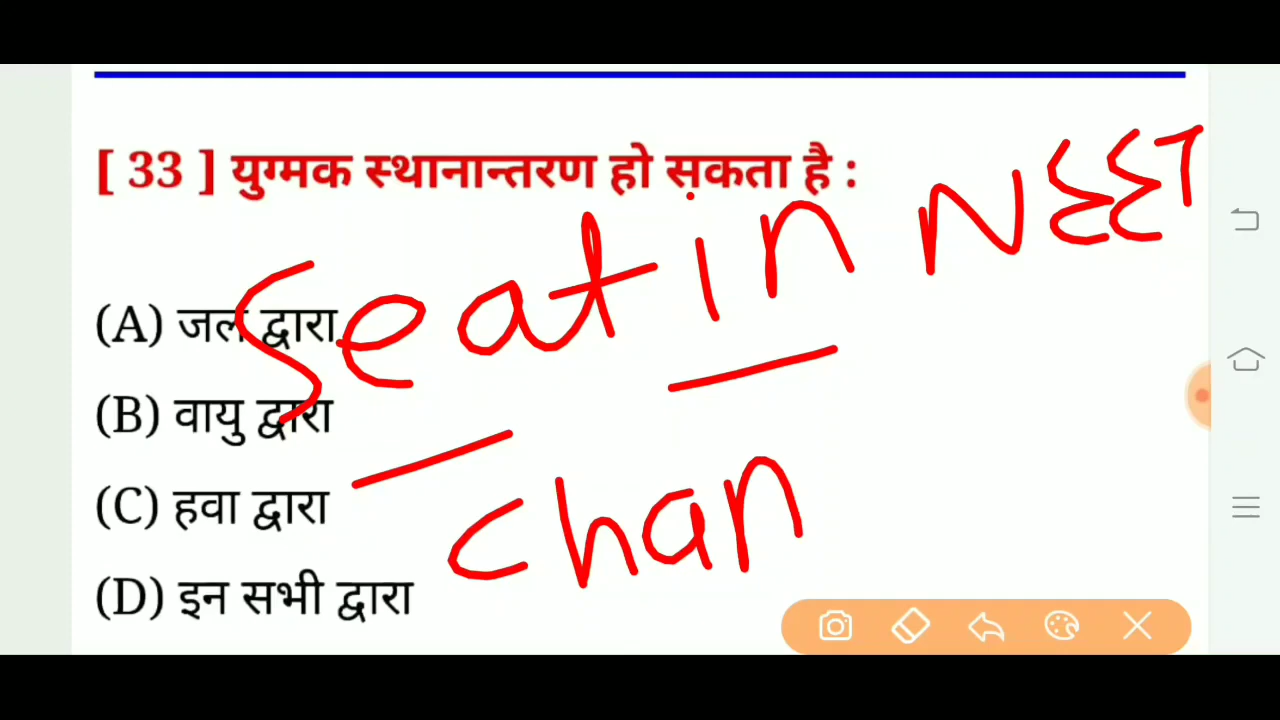 [ 33 ] युग्मक स्थानान्तरण हो सकता है :
Seat in NEET
(A) जल द्वारा
(B) वायु द्वारा
chan
(C) हवा द्वारा
(D) इन सभी द्वारा